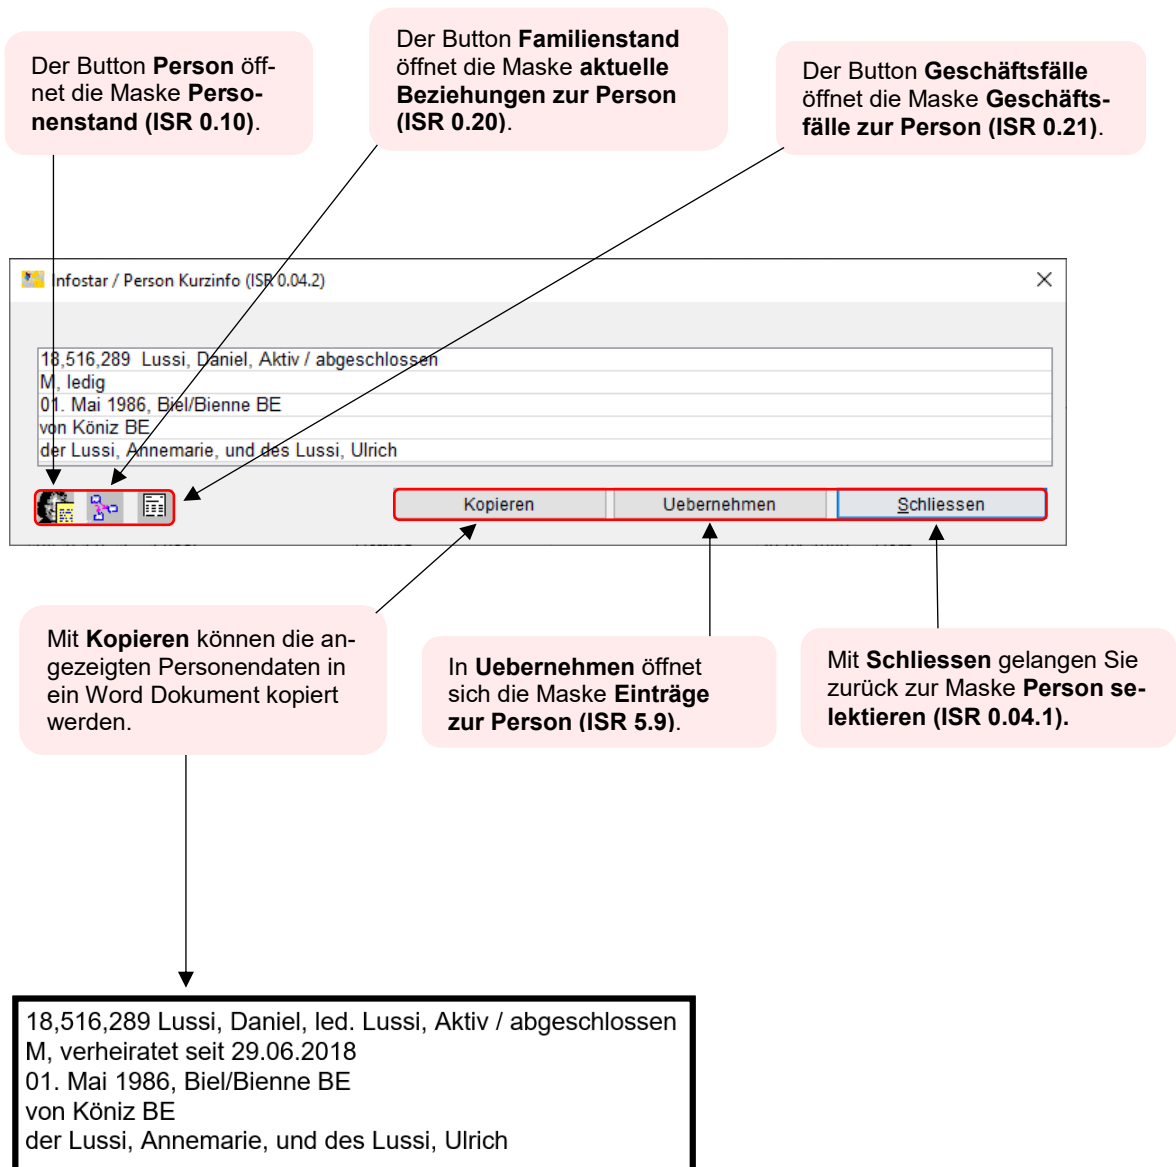 Der Button Person öff-
net die Maske Perso-
nenstand (ISR 0.10).
Der Button Familienstand
öffnet die Maske aktuelle
Beziehungen zur Person
(ISR 0.20).
Der Button Geschäftsfälle
öffnet die Maske Geschäfts-
fälle zur Person (ISR 0.21).
Infostar / Person Kurzinfo (ISR 0.04.2)
18,516,289 Lussi, Daniel, Aktiv / abgeschlossen
M, ledig
01. Mai 1986, Biel/Bienne BE
von Köniz BE
der Lussi, Annemarie, und des Lussi, Ulrich
Kopieren Uebernehmen Schliessen
Mit Kopieren können die an-
gezeigten Personendaten in
ein Word Dokument kopiert
werden.
In Uebernehmen öffnet
sich die Maske Einträge
zur Person (ISR 5.9).
Mit Schliessen gelangen Sie
zurück zur Maske Person se-
lektieren (ISR 0.04.1).
18,516,289 Lussi, Daniel, led. Lussi, Aktiv / abgeschlossen
M, verheiratet seit 29.06.2018
01. Mai 1986, Biel/Bienne BE
von Köniz BE
der Lussi, Annemarie, und des Lussi, Ulrich